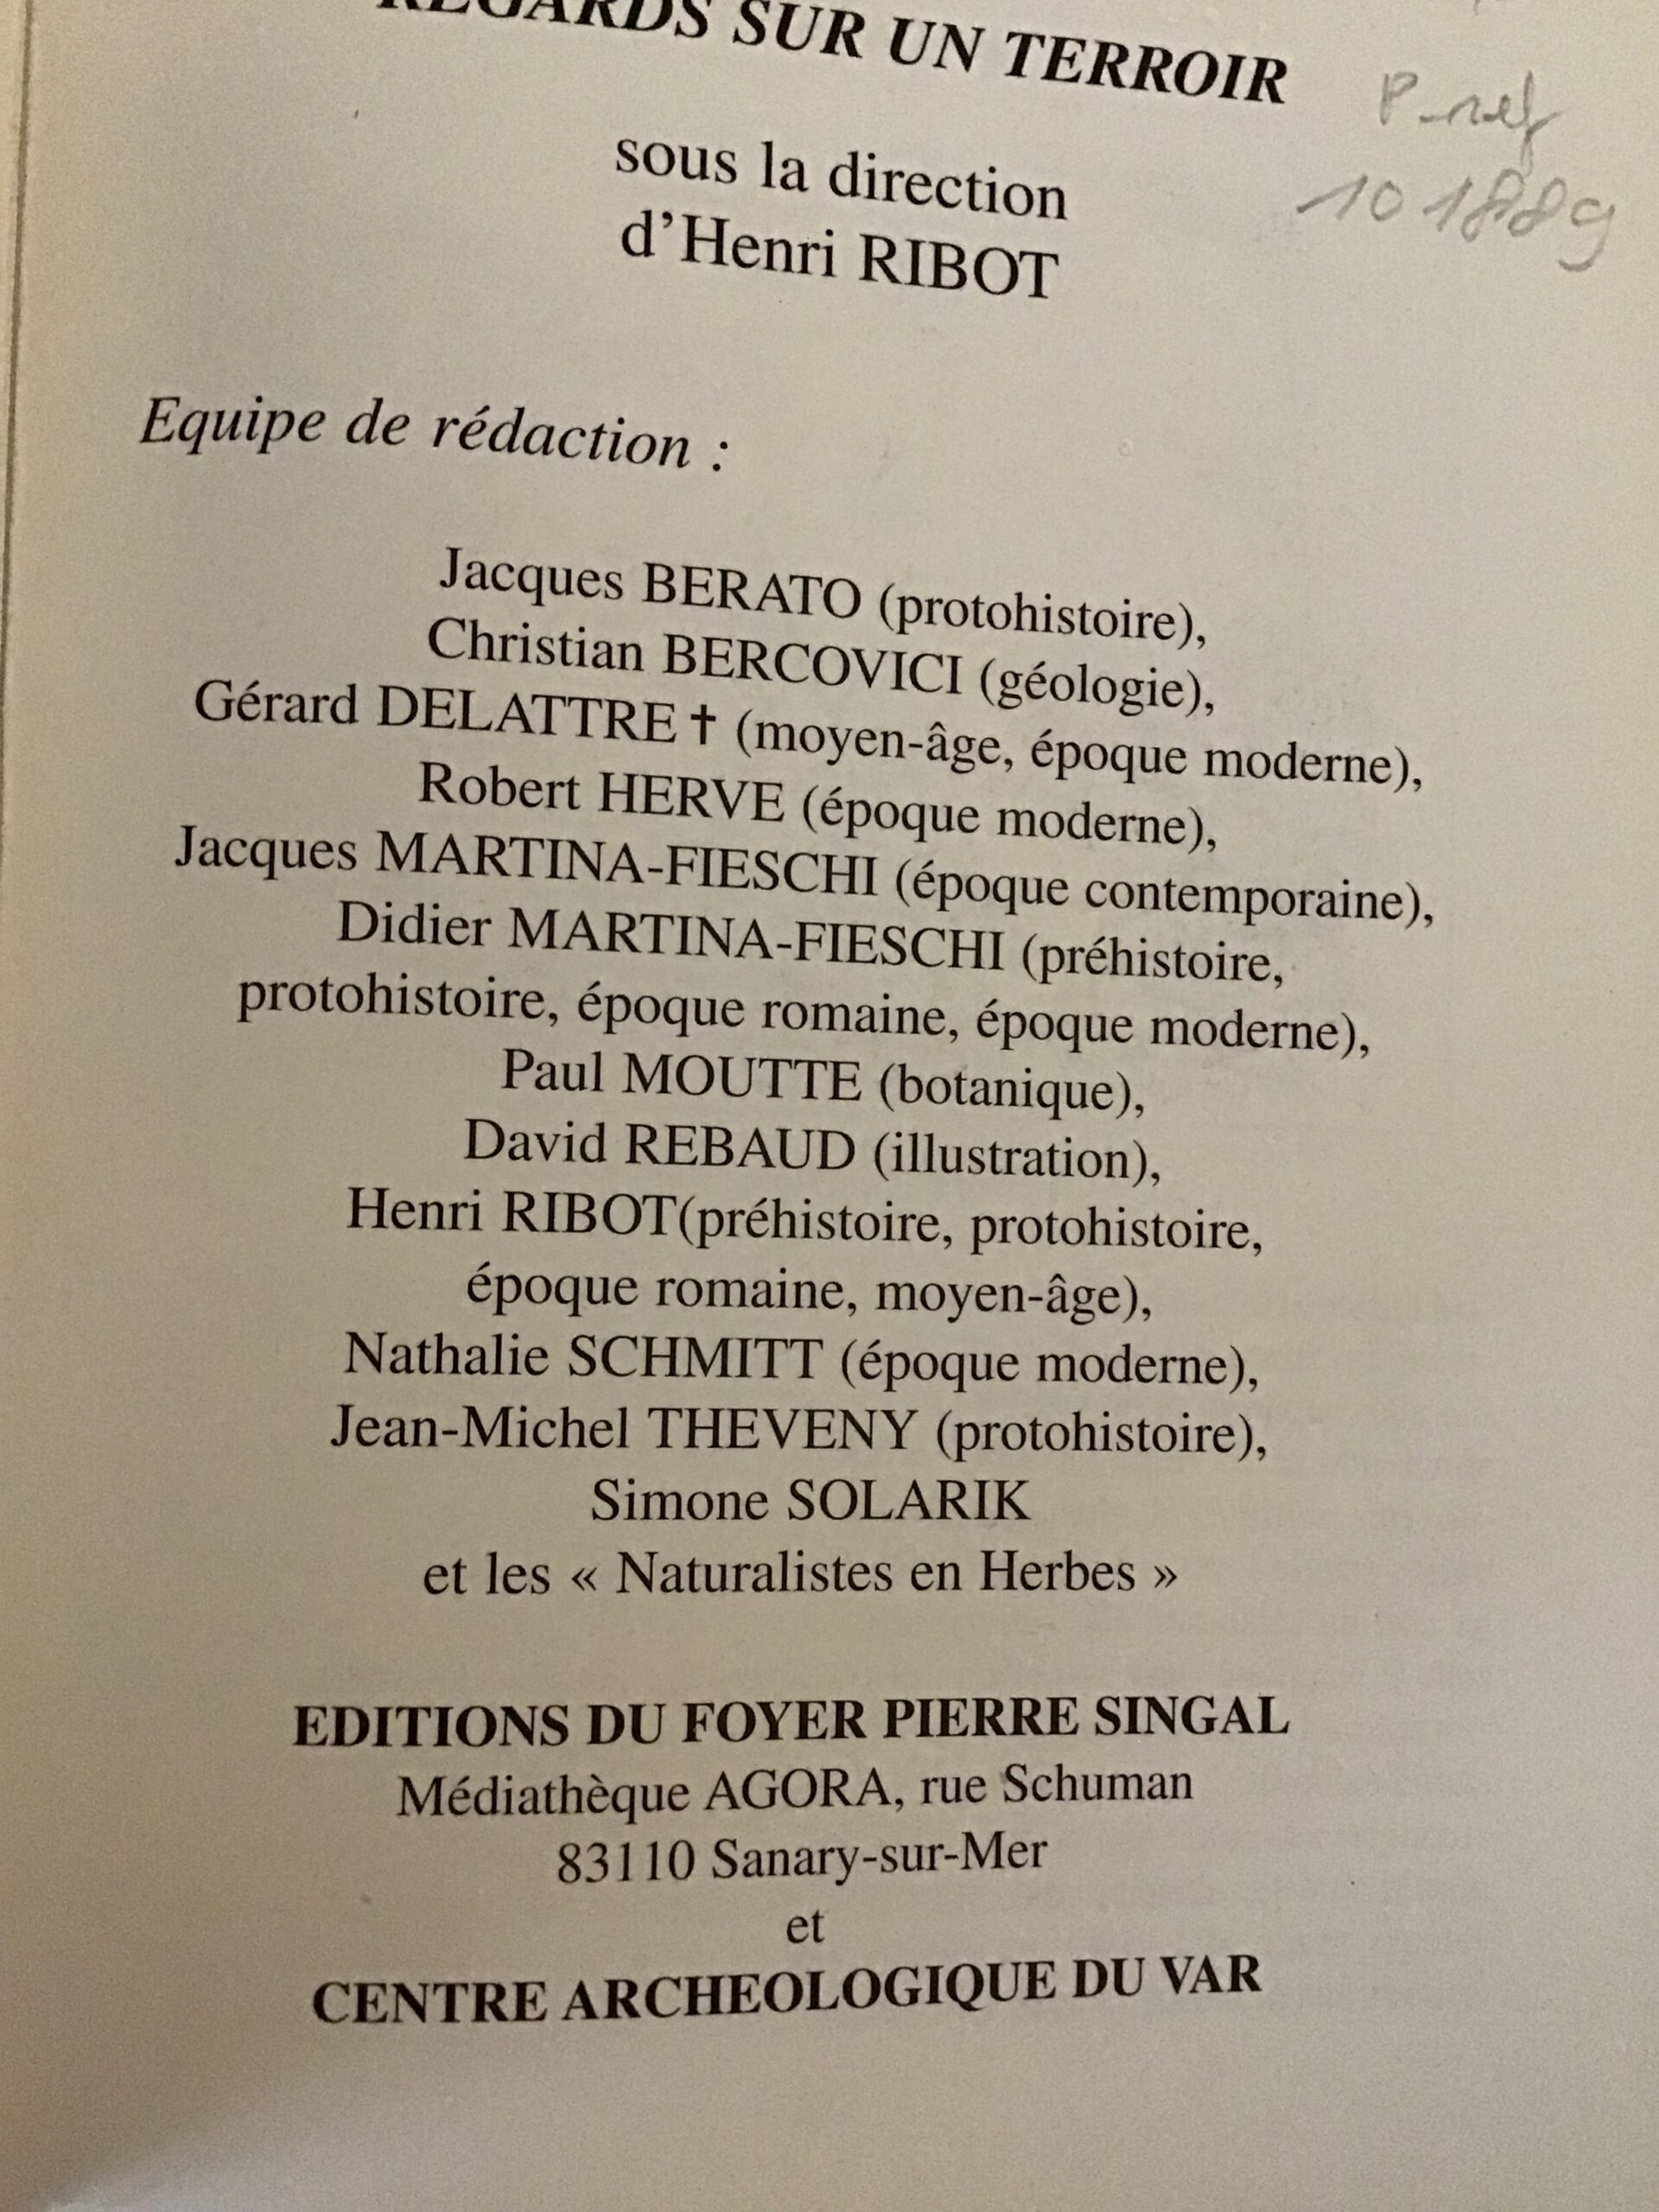 REGARDS SUR UN TERROIR
sous la direction
d'Henri RIBOT
10 1889
Equipe de rédaction :
Jacques BERATO (protohistoire),
Christian BERCOVICI (géologie),
Gérard DELATTRE † (moyen-âge, époque moderne),
Robert HERVE (époque moderne),
Jacques MARTINA-FIESCHI (époque contemporaine),
Didier MARTINA-FIESCHI (préhistoire,
protohistoire, époque romaine, époque moderne),
Paul MOUTTE (botanique),
David REBAUD (illustration),
Henri RIBOT(préhistoire, protohistoire,
époque romaine, moyen-âge),
Nathalie SCHMITT (époque moderne),
Jean-Michel THEVENY (protohistoire),
Simone SOLARIK
et les « Naturalistes en Herbes »
EDITIONS DU FOYER PIERRE SINGAL
Médiathèque AGORA, rue Schuman
83110 Sanary-sur-Mer
et
CENTRE ARCHEOLOGIQUE DU VAR